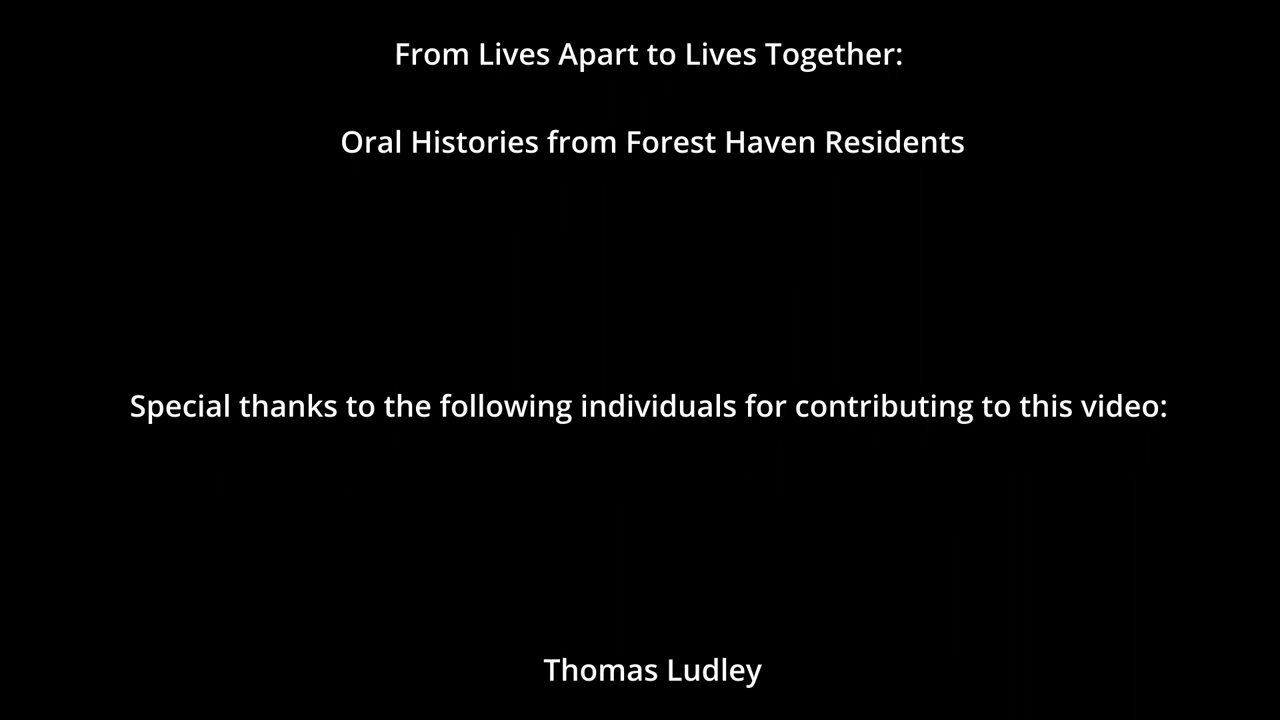 From Lives Apart to Lives Together:
Oral Histories from Forest Haven Residents
Special thanks to the following individuals for contributing to this video:
Thomas Ludley